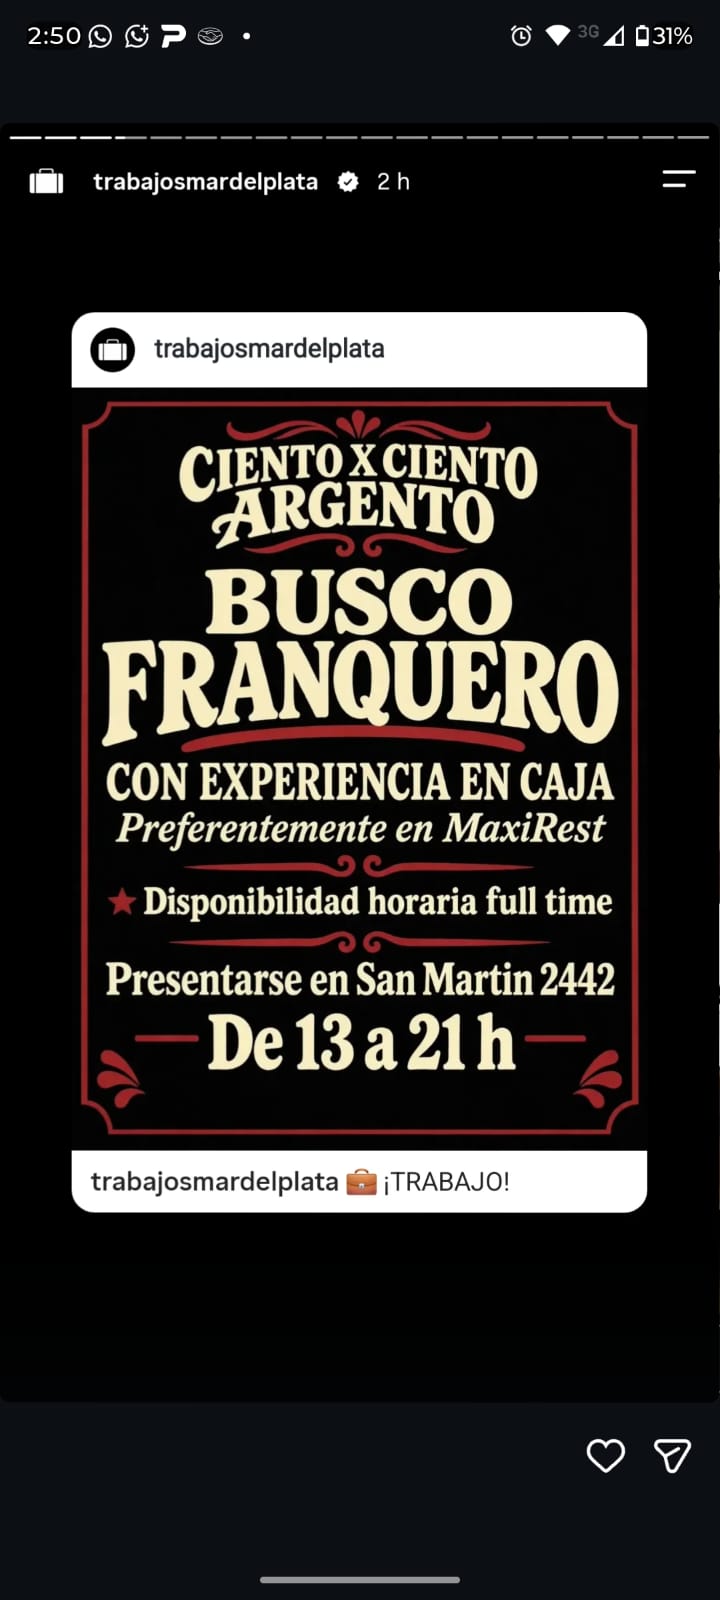 2:50
3G
31%
trabajosmardelplata 2 h
trabajosmardelplata
CIENTO X CIENTO
ARGENTO
BUSCO
FRANQUERO
CON EXPERIENCIA EN CAJA
Preferentemente en MaxiRest
Disponibilidad horaria full time
Presentarse en San Martin 2442
De 13 a 21 h
trabajosmardelplata 💼 ¡TRABAJO!